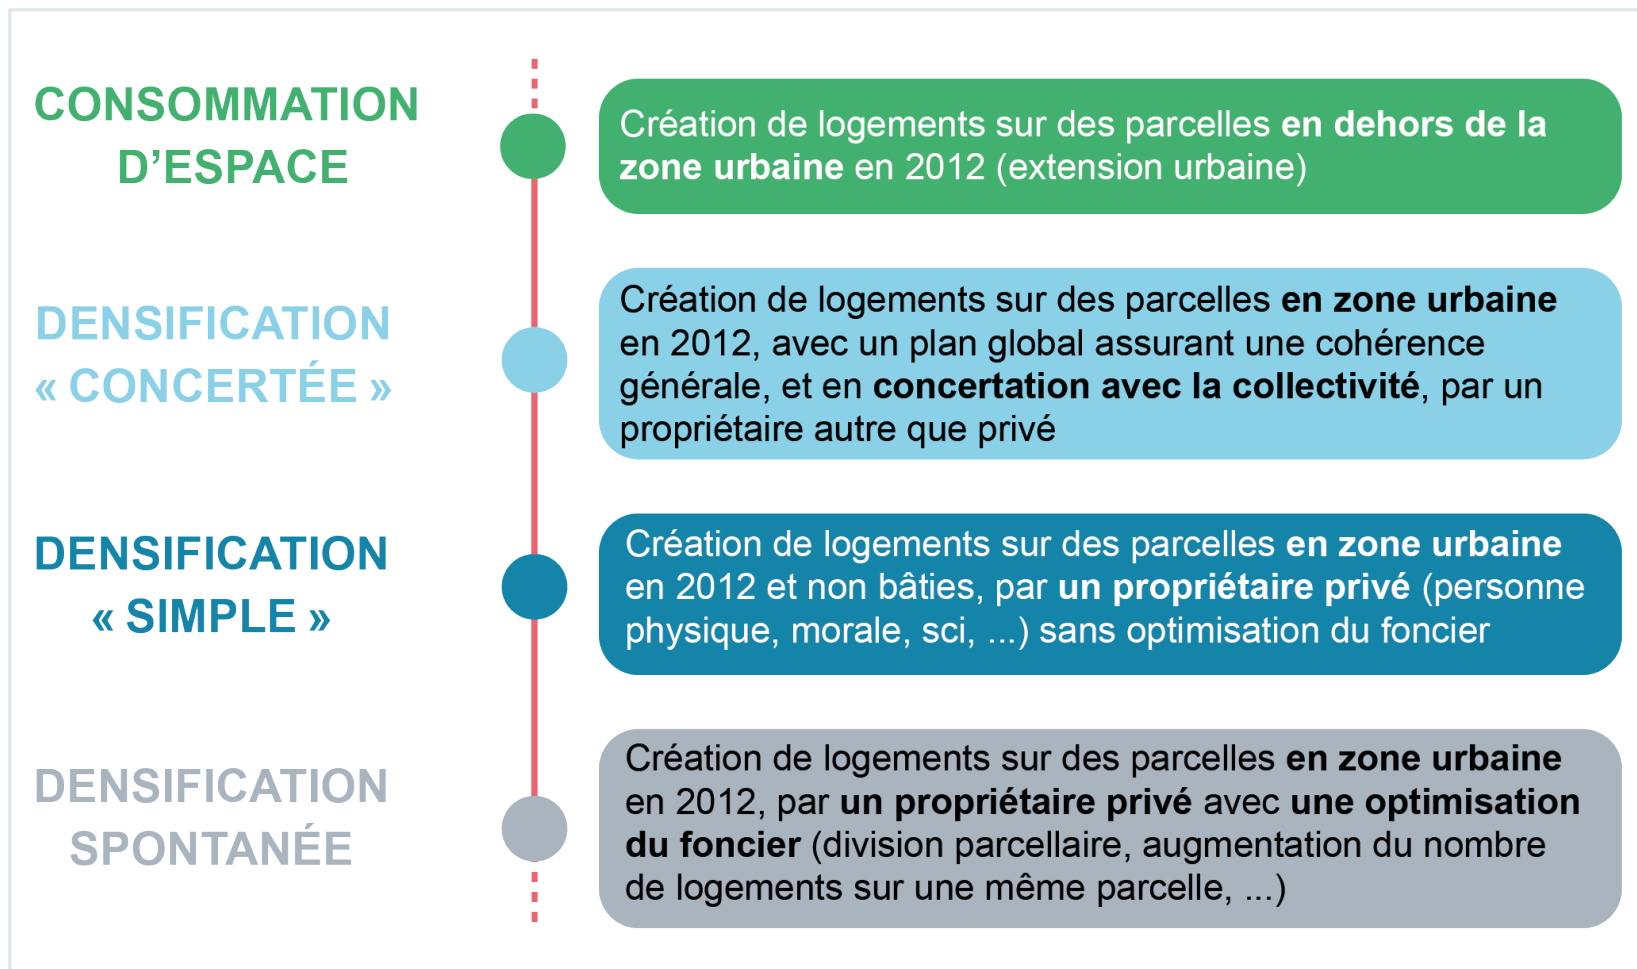 CONSOMMATION
D’ESPACE
Création de logements sur des parcelles en dehors de la
zone urbaine en 2012 (extension urbaine)
DENSIFICATION
« CONCERTÉE »
Création de logements sur des parcelles en zone urbaine
en 2012, avec un plan global assurant une cohérence
générale, et en concertation avec la collectivité, par un
propriétaire autre que privé
DENSIFICATION
« SIMPLE »
Création de logements sur des parcelles en zone urbaine
en 2012 et non bâties, par un propriétaire privé (personne
physique, morale, sci, ...) sans optimisation du foncier
DENSIFICATION
SPONTANÉE
Création de logements sur des parcelles en zone urbaine
en 2012, par un propriétaire privé avec une optimisation
du foncier (division parcellaire, augmentation du nombre
de logements sur une même parcelle, ...)